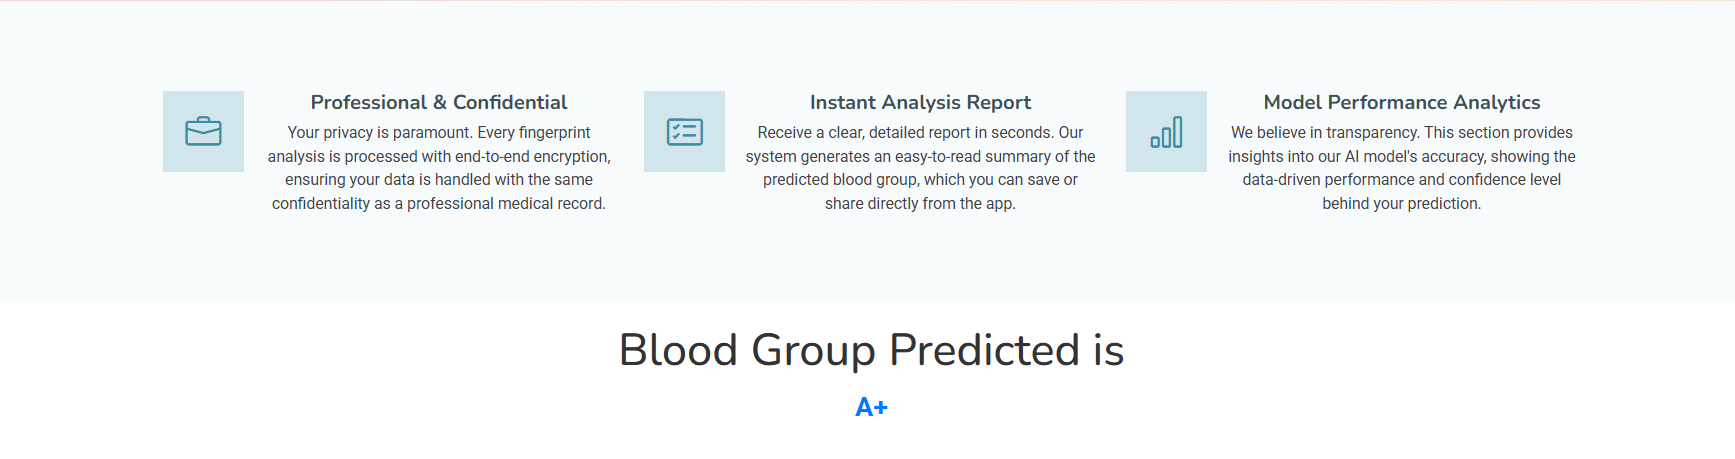 Professional & Confidential
Your privacy is paramount. Every fingerprint
analysis is processed with end-to-end encryption,
ensuring your data is handled with the same
confidentiality as a professional medical record.
Instant Analysis Report
Receive a clear, detailed report in seconds. Our
system generates an easy-to-read summary of the
predicted blood group, which you can save or
share directly from the app.
Model Performance Analytics
We believe in transparency. This section provides
insights into our AI model's accuracy, showing the
data-driven performance and confidence level
behind your prediction.
Blood Group Predicted is
A+